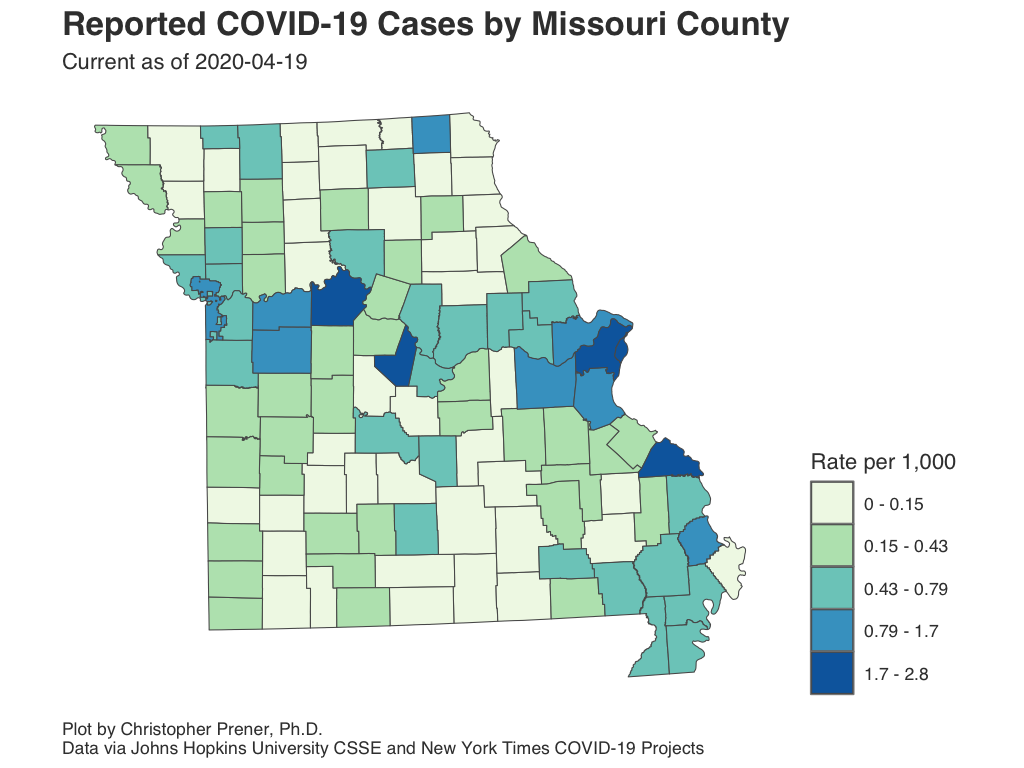 Reported COVID-19 Cases by Missouri County
Current as of 2020-04-19
Rate per 1,000
0 - 0.15
0.15 - 0.43
0.43 - 0.79
0.79 - 1.7
1.7 - 2.8
Plot by Christopher Prener, Ph.D.
Data via Johns Hopkins University CSSE and New York Times COVID-19 Projects